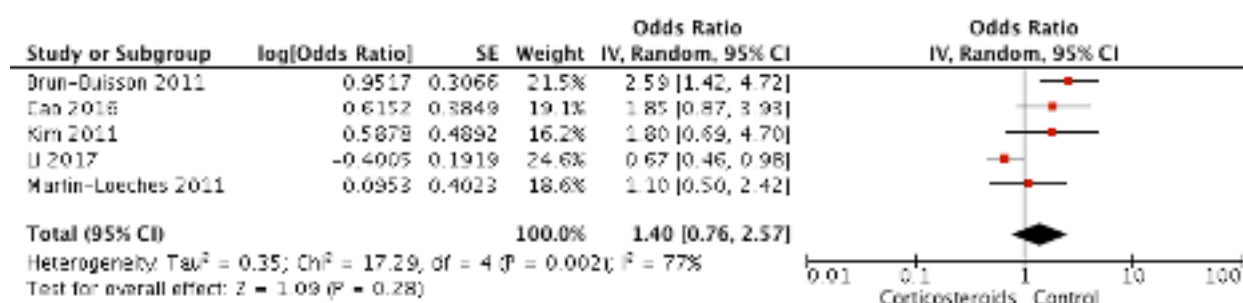 Odds Ratio Odds Ratio
Study or Subgroup log[Odds Ratio] SE Weight IV, Random, 95% CI IV, Random, 95% CI
Brun-Buisson 2011 0.9517 0.3066 21.5% 2.59 [1.42, 4.72]
Cao 2016 0.6152 0.3849 19.1% 1.85 [0.87, 3.93]
Kim 2011 0.5878 0.4892 16.2% 1.80 [0.69, 4.70]
Li 2017 -0.4005 0.1919 24.6% 0.67 [0.46, 0.98]
Martin-Loeches 2011 0.0953 0.4023 18.6% 1.10 [0.50, 2.42]
Total (95% CI) 100.0% 1.40 [0.76, 2.57]
Heterogeneity: Tau² = 0.35; Chi² = 17.29, df = 4 (P = 0.002); I² = 77%
Test for overall effect: Z = 1.09 (P = 0.28)
0.01 0.1 1 10 100
Corticosteroids Control